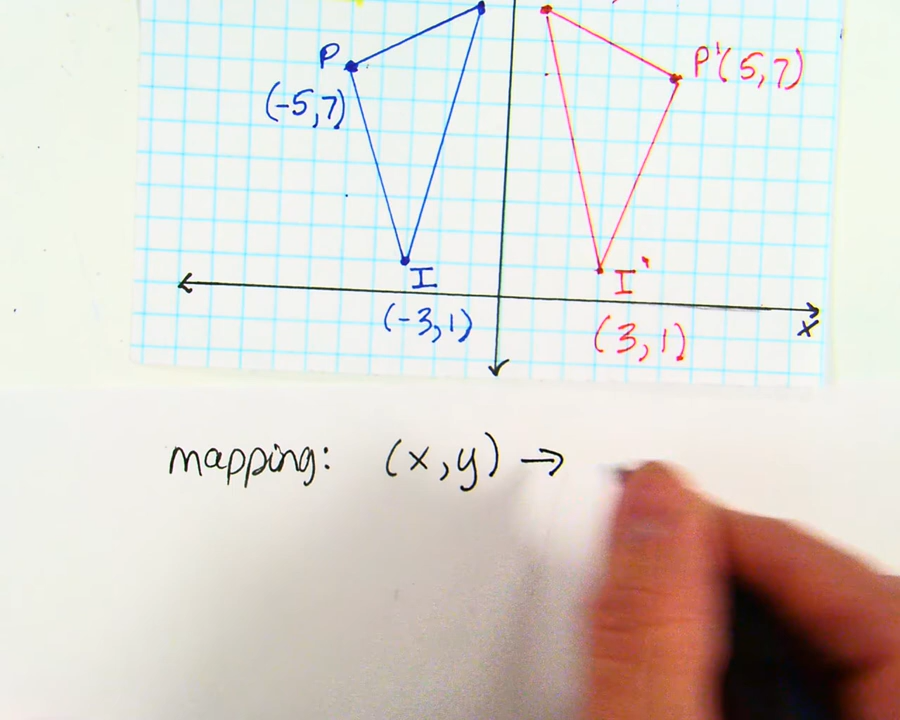 P
P'(5,7)
(-5,7)
I
I'
(-3,1)
(3,1)
x
mapping: (x,y) →